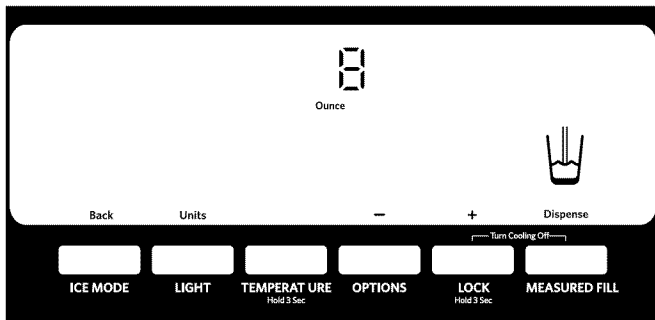 8
Ounce
Back Units − + Dispense
Turn Cooling Off
ICE MODE LIGHT TEMPERAT URE OPTIONS LOCK MEASURED FILL
Hold 3 Sec Hold 3 Sec